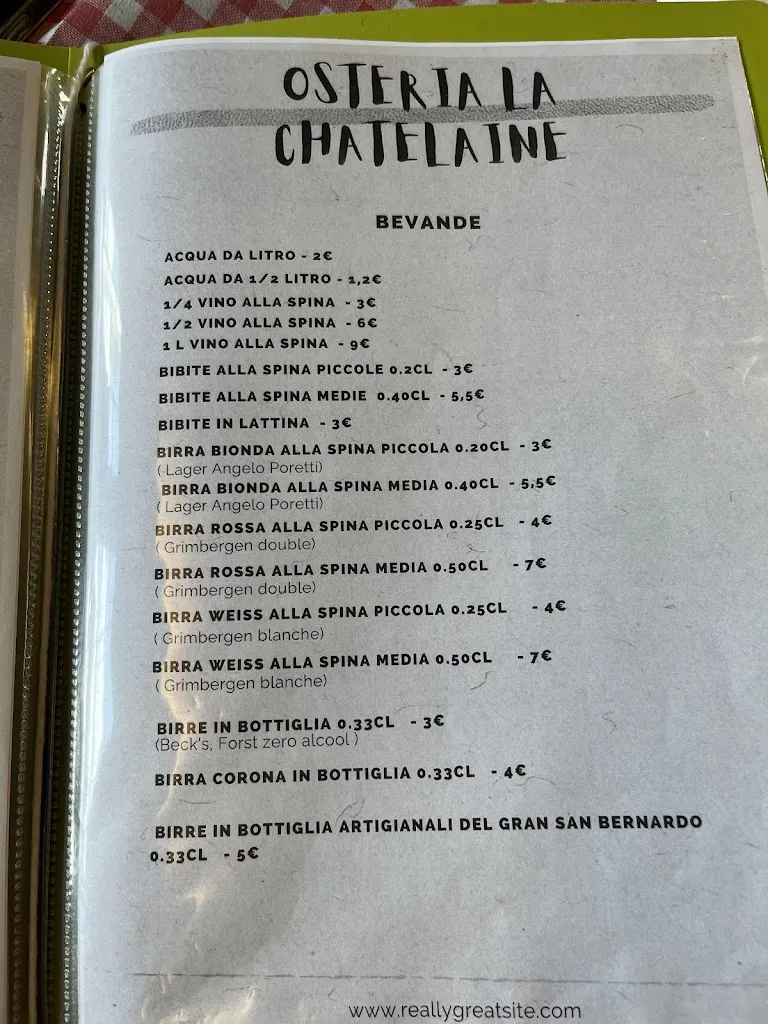 OSTERIA LA
CHATELAINE
BEVANDE
ACQUA DA LITRO - 2€
ACQUA DA 1/2 LITRO - 1,2€
1/4 VINO ALLA SPINA - 3€
1/2 VINO ALLA SPINA - 6€
1 L VINO ALLA SPINA - 9€
BIBITE ALLA SPINA PICCOLE 0.2CL - 3€
BIBITE ALLA SPINA MEDIE 0.40CL - 5,5€
BIBITE IN LATTINA - 3€
BIRRA BIONDA ALLA SPINA PICCOLA 0.20CL - 3€
( Lager Angelo Poretti)
BIRRA BIONDA ALLA SPINA MEDIA 0.40CL - 5,5€
( Lager Angelo Poretti)
BIRRA ROSSA ALLA SPINA PICCOLA 0.25CL - 4€
( Grimbergen double)
BIRRA ROSSA ALLA SPINA MEDIA 0.50CL - 7€
( Grimbergen double)
BIRRA WEISS ALLA SPINA PICCOLA 0.25CL - 4€
( Grimbergen blanche)
BIRRA WEISS ALLA SPINA MEDIA 0.50CL - 7€
( Grimbergen blanche)
BIRRE IN BOTTIGLIA 0.33CL - 3€
(Beck's, Forst zero alcool )
BIRRA CORONA IN BOTTIGLIA 0.33CL - 4€
BIRRE IN BOTTIGLIA ARTIGIANALI DEL GRAN SAN BERNARDO
0.33CL - 5€
www.reallygreatsite.com